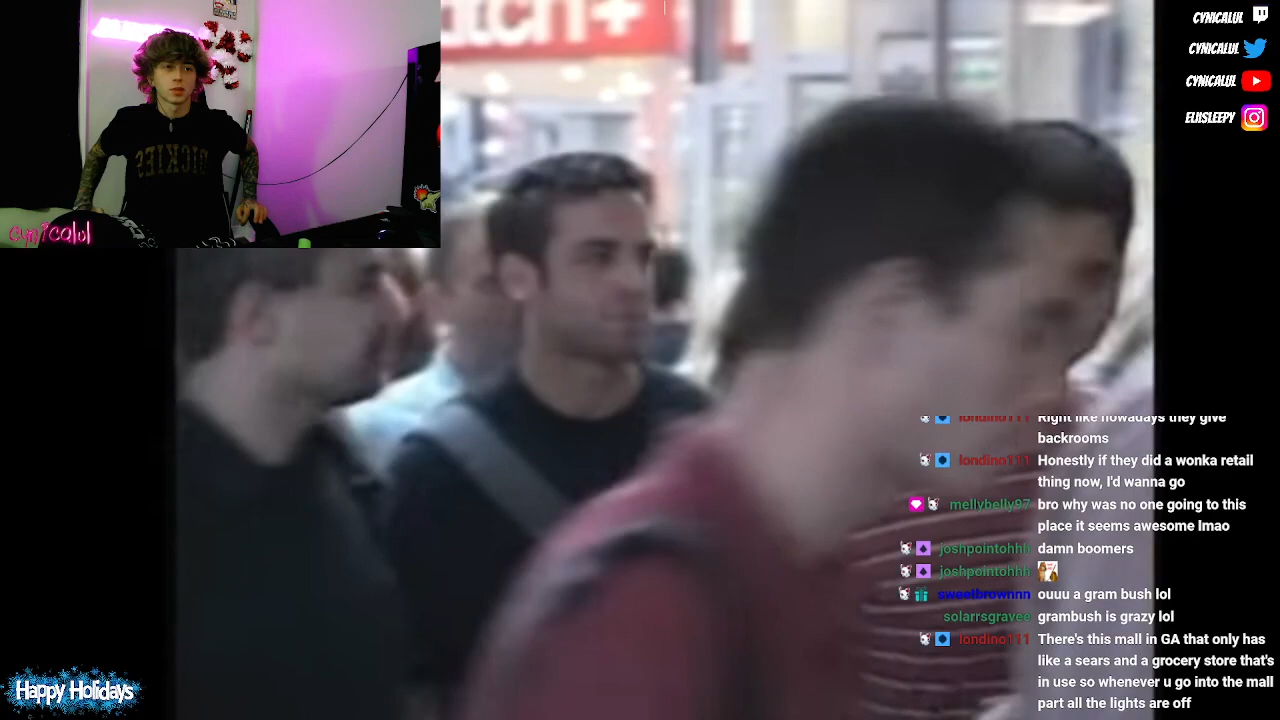 atch+
DICKIES
cynicalul
CYNICALUL
CYNICALUL
CYNICALUL
ELIISLEEPY
londino111 Right like nowadays they give
backrooms
londino111 Honestly if they did a wonka retail
thing now, I'd wanna go
mellybelly97 bro why was no one going to this
place it seems awesome lmao
joshpointohhh damn boomers
joshpointohhh
sweetbrownnn ouuu a gram bush lol
solarrsgravee grambush is grazy lol
londino111 There's this mall in GA that only has
like a sears and a grocery store that's
in use so whenever u go into the mall
part all the lights are off
Happy Holidays